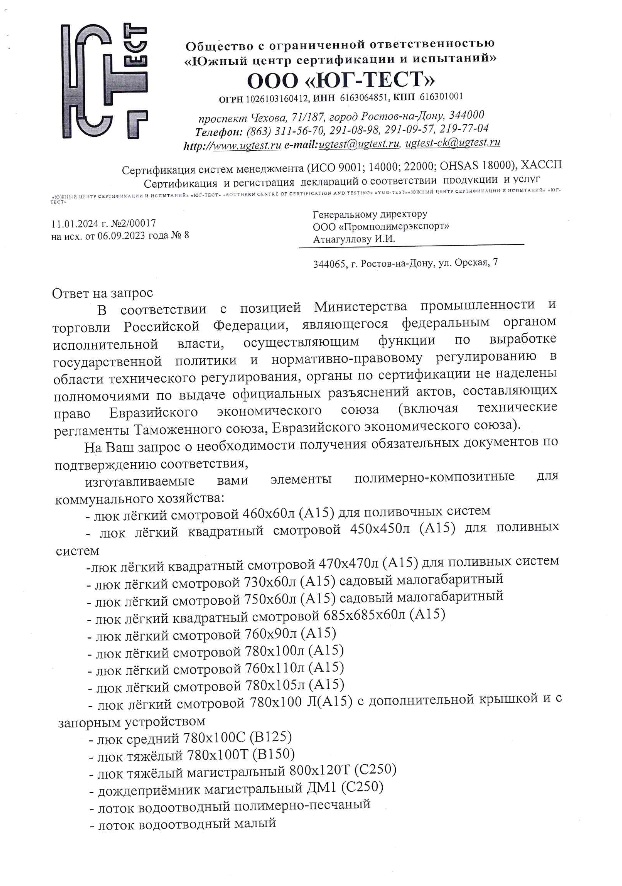 ЮГ ТЕСТ
Общество с ограниченной ответственностью
«Южный центр сертификации и испытаний»
ООО «ЮГ-ТЕСТ»
ОГРН 1026103160412, ИНН 6163064851, КПП 616301001
проспект Чехова, 71/187, город Ростов-на-Дону, 344000
Телефон: (863) 311-56-70, 291-08-98, 291-09-57, 219-77-04
http://www.ugtest.ru e-mail:ugtest@ugtest.ru, ugtest-ck@ugtest.ru
Сертификация систем менеджмента (ИСО 9001; 14000; 22000; OHSAS 18000), ХАССП
Сертификация и регистрация деклараций о соответствии продукции и услуг
«ЮЖНЫЙ ЦЕНТР СЕРТИФИКАЦИИ И ИСПЫТАНИЙ» «ЮГ-ТЕСТ»
11.01.2024 г. №2/00017
на исх. от 06.09.2023 года № 8
Генеральному директору
ООО «Промполимерэкспорт»
Атнагуллову И.И.
344065, г. Ростов-на-Дону, ул. Орская, 7
Ответ на запрос
В соответствии с позицией Министерства промышленности и
торговли Российской Федерации, являющегося федеральным органом
исполнительной власти, осуществляющим функции по выработке
государственной политики и нормативно-правовому регулированию в
области технического регулирования, органы по сертификации не наделены
полномочиями по выдаче официальных разъяснений актов, составляющих
право Евразийского экономического союза (включая технические
регламенты Таможенного союза, Евразийского экономического союза).
На Ваш запрос о необходимости получения обязательных документов по
подтверждению соответствия,
изготавливаемые вами элементы полимерно-композитные для
коммунального хозяйства:
- люк лёгкий смотровой 460х60л (А15) для поливочных систем
- люк лёгкий квадратный смотровой 450х450л (А15) для поливных
систем
-люк лёгкий квадратный смотровой 470х470л (А15) для поливных систем
- люк лёгкий смотровой 730х60л (А15) садовый малогабаритный
- люк лёгкий смотровой 750х60л (А15) садовый малогабаритный
- люк лёгкий квадратный смотровой 685х685х60л (А15)
- люк лёгкий смотровой 760х90л (А15)
- люк лёгкий смотровой 780х100л (А15)
- люк лёгкий смотровой 760х110л (А15)
- люк лёгкий смотровой 780х105л (А15)
- люк лёгкий смотровой 780х100 Л(А15) с дополнительной крышкой и с
запорным устройством
- люк средний 780х100С (В125)
- люк тяжёлый 780х100Т (В150)
- люк тяжёлый магистральный 800х120Т (С250)
- дождеприёмник магистральный ДМ1 (С250)
- лоток водоотводный полимерно-песчаный
- лоток водоотводный малый